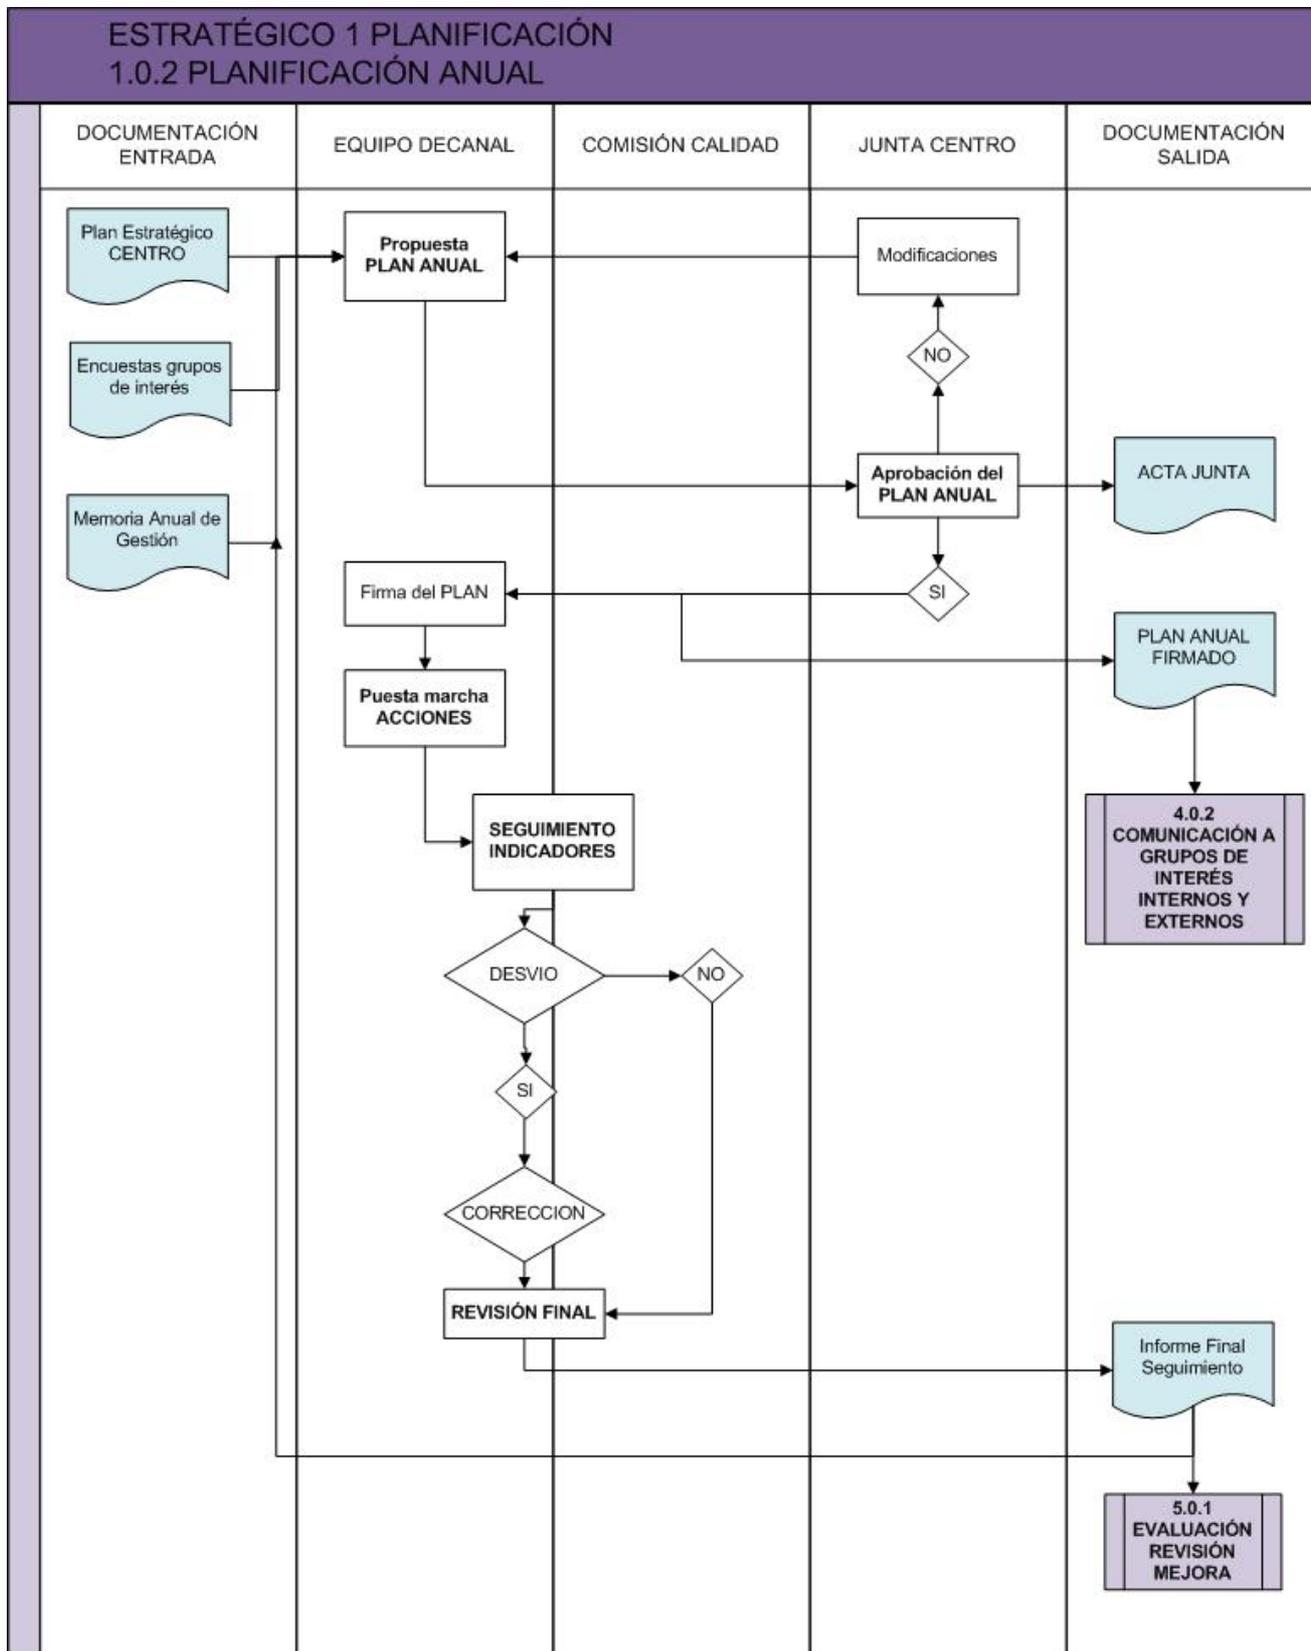 ESTRATÉGICO 1 PLANIFICACIÓN
1.0.2 PLANIFICACIÓN ANUAL
DOCUMENTACIÓN
ENTRADA
EQUIPO DECANAL
COMISIÓN CALIDAD
JUNTA CENTRO
DOCUMENTACIÓN
SALIDA
Plan Estratégico
CENTRO
Propuesta
PLAN ANUAL
Modificaciones
Encuestas grupos
de interés
NO
Aprobación del
PLAN ANUAL
ACTA JUNTA
Memoria Anual de
Gestión
Firma del PLAN
SI
PLAN ANUAL
FIRMADO
Puesta marcha
ACCIONES
SEGUIMIENTO
INDICADORES
4.0.2
COMUNICACIÓN A
GRUPOS DE
INTERÉS
INTERNOS Y
EXTERNOS
DESVIO
NO
SI
CORRECCION
REVISIÓN FINAL
Informe Final
Seguimiento
5.0.1
EVALUACIÓN
REVISIÓN
MEJORA